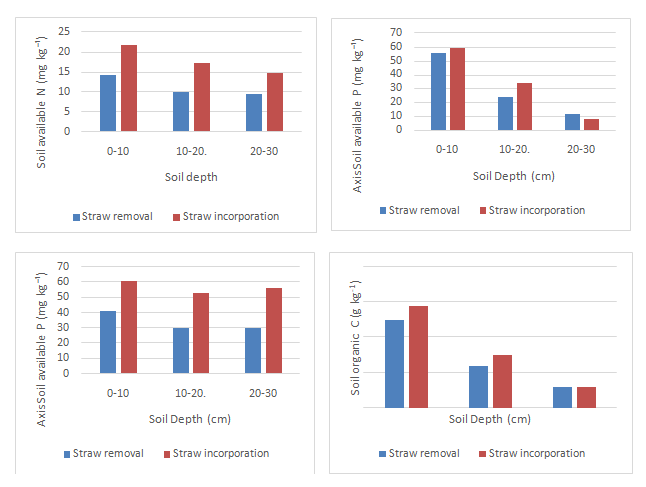 Soil available N (mg kg⁻¹)
25
20
15
10
5
0
0-10
10-20.
20-30
Soil depth
Straw removal
Straw incorporation
AxisSoil available P (mg kg⁻¹)
70
60
50
40
30
20
10
0
0-10
10-20.
20-30
Soil Depth (cm)
Straw removal
Straw incorporation
AxisSoil available P (mg kg⁻¹)
70
60
50
40
30
20
10
0
0-10
10-20.
20-30
Soil Depth (cm)
Straw removal
Straw incorporation
Soil organic C (g kg⁻¹)
Soil Depth (cm)
Straw removal
Straw incorporation